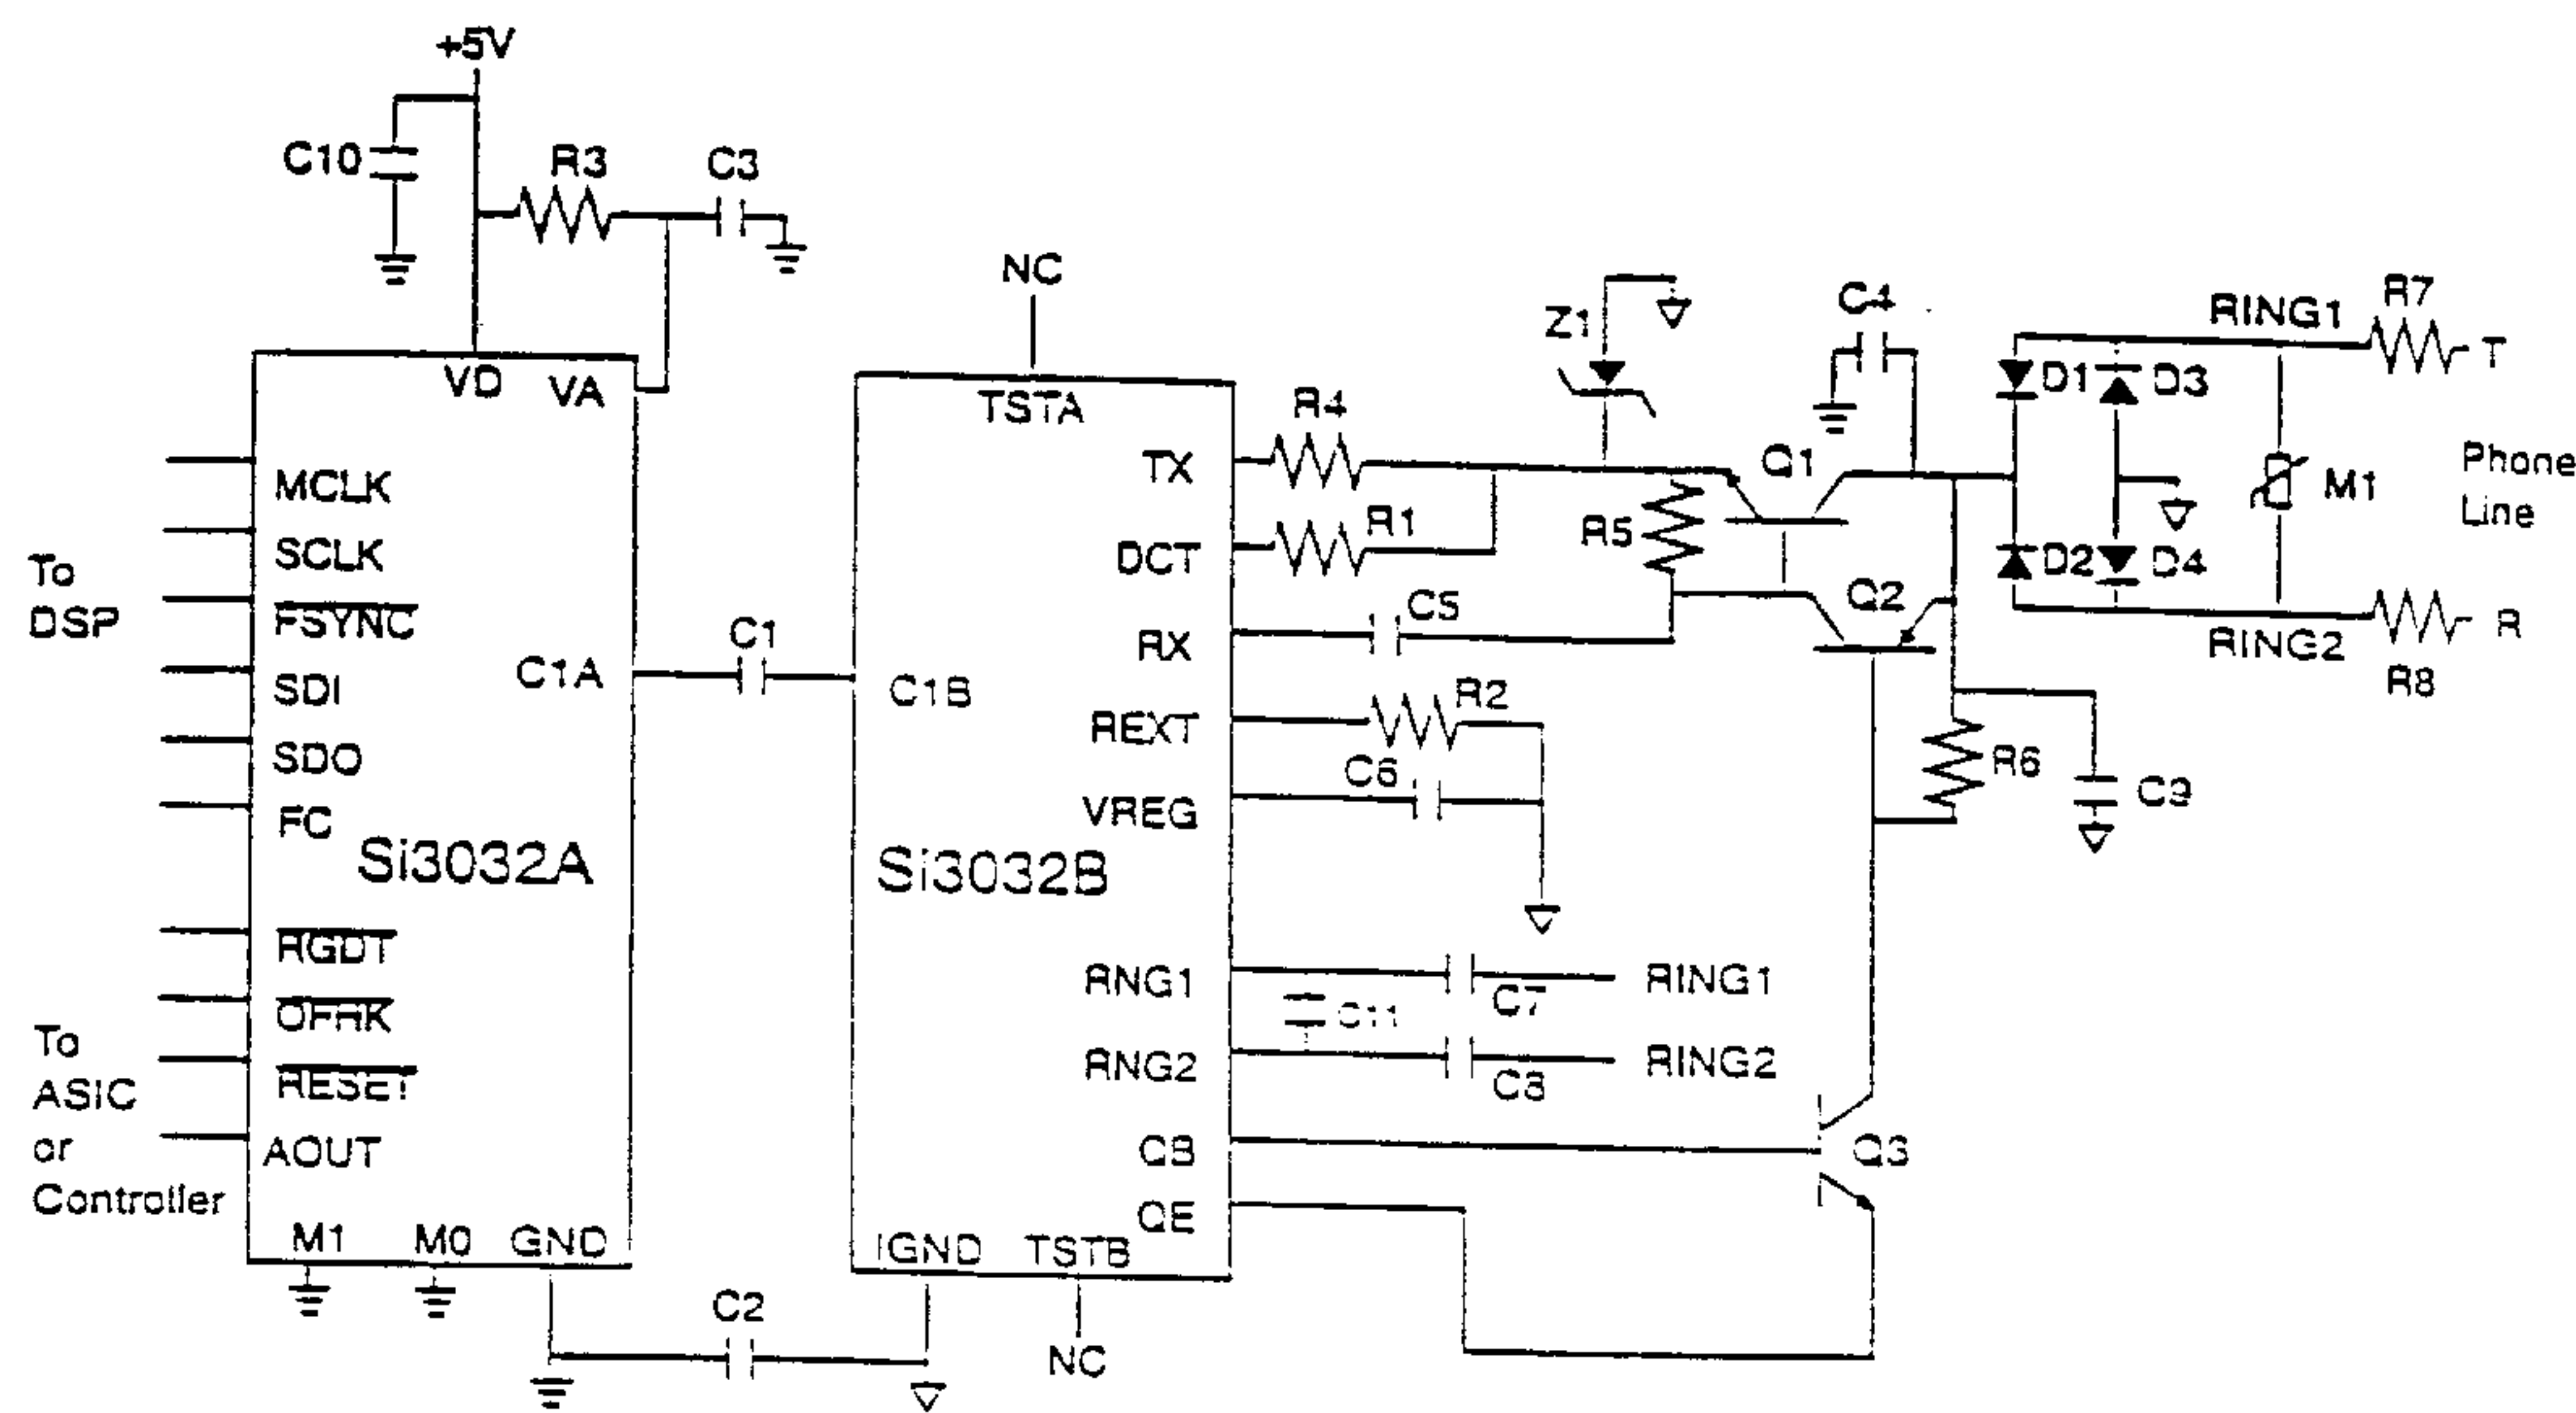 +5V
C10
R3
C3
VD
VA
MCLK
SCLK
FSYNC
SDI
SDO
FC
To
DSP
C1A
Si3032A
RGDT
OFHK
RESET
AOUT
To
ASIC
or
Controller
M1
M0
GND
C1
C2
NC
TSTA
TX
DCT
RX
C1B
REXT
VREG
Si3032B
RNG1
RNG2
QB
QE
IGND
TSTB
NC
R4
R1
C5
R2
C6
C7
RING1
C11
C8
RING2
Z1
R5
Q1
Q2
C4
R6
C9
Q3
D1
D3
D2
D4
RING1
R7
T
M1
Phone
Line
RING2
R8
R